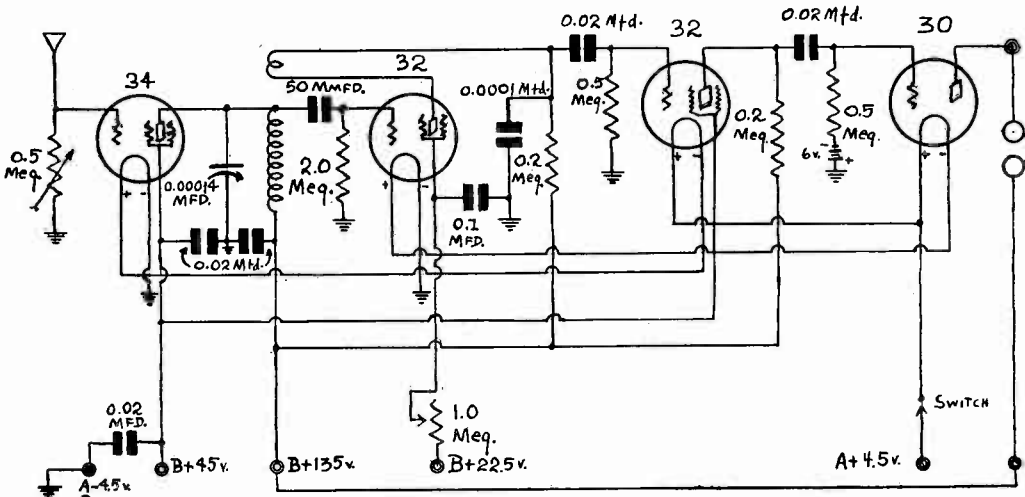 34
0.5
Meg.
+ -
0.00014
MFD.
0.02 Mfd.
50 MMFD.
2.0
Meg.
32
+ -
0.1
MFD.
0.0001 Mfd.
0.2
Meg.
0.02 Mfd.
0.5
Meg.
32
+ -
0.2
Meg.
0.02 Mfd.
0.5
Meg.
6v. - +
30
+ -
0.02
MFD.
A-4.5v.
B+45v.
B+135v.
1.0
Meg.
B+22.5v.
SWITCH
A+4.5v.